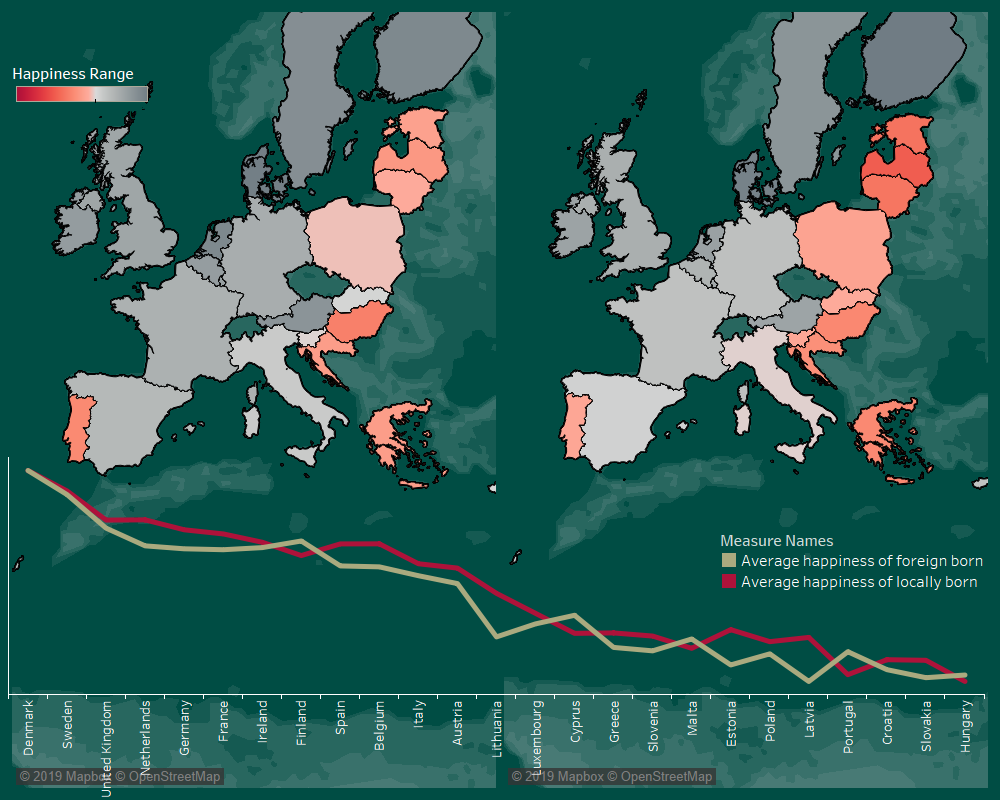 Happiness Range
Measure Names
Average happiness of foreign born
Average happiness of locally born
Denmark
Sweden
United Kingdom
Netherlands
Germany
France
Ireland
Finland
Spain
Belgium
Italy
Austria
Lithuania
Luxembourg
Cyprus
Greece
Slovenia
Malta
Estonia
Poland
Latvia
Portugal
Croatia
Slovakia
Hungary
© 2019 Mapbox © OpenStreetMap
© 2019 Mapbox © OpenStreetMap